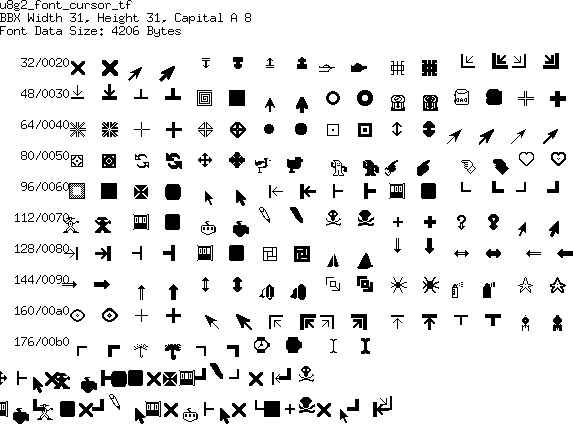 u8g2_font_cursor_tf
BBX Width 31, Height 31, Capital A 8
Font Data Size: 4206 Bytes
32/0020
48/0030
64/0040
80/0050
96/0060
112/0070
128/0080
144/0090
160/00a0
176/00b0